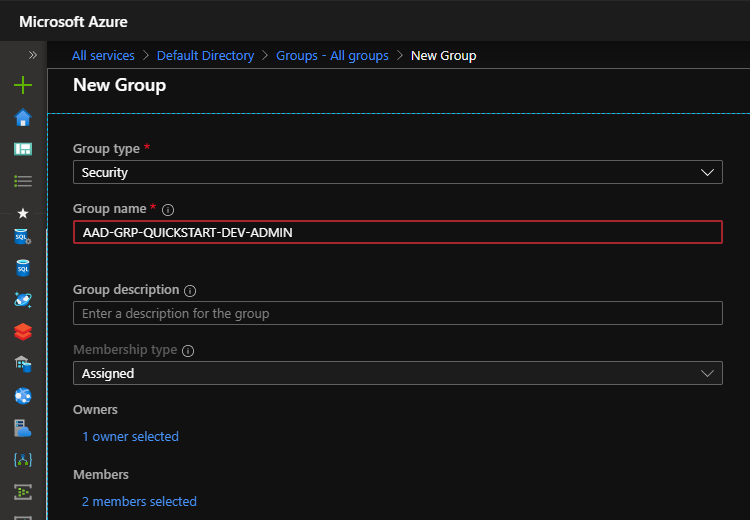 Microsoft Azure
All services > Default Directory > Groups - All groups > New Group
New Group
Group type *
Security
Group name *
AAD-GRP-QUICKSTART-DEV-ADMIN
Group description
Enter a description for the group
Membership type
Assigned
Owners
1 owner selected
Members
2 members selected